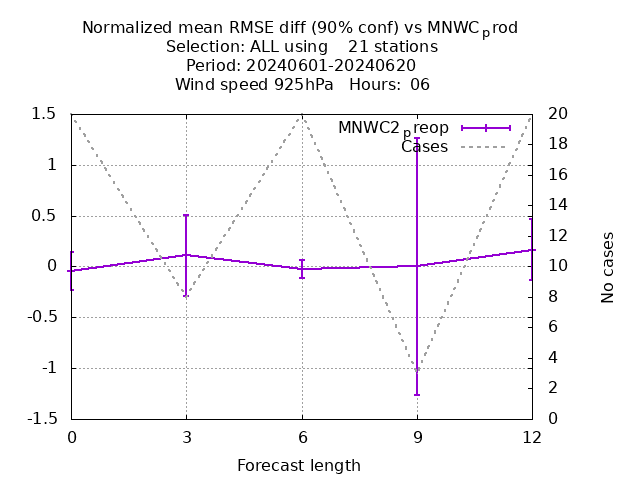 Normalized mean RMSE diff (90% conf) vs MNWCprod
Selection: ALL using    21 stations
Period: 20240601-20240620
Wind speed 925hPa   Hours:  06
MNWC2preop
Cases
1.5
1
0.5
0
-0.5
-1
-1.5
20
18
16
14
12
10
8
6
4
2
0
No cases
0 3 6 9 12
Forecast length